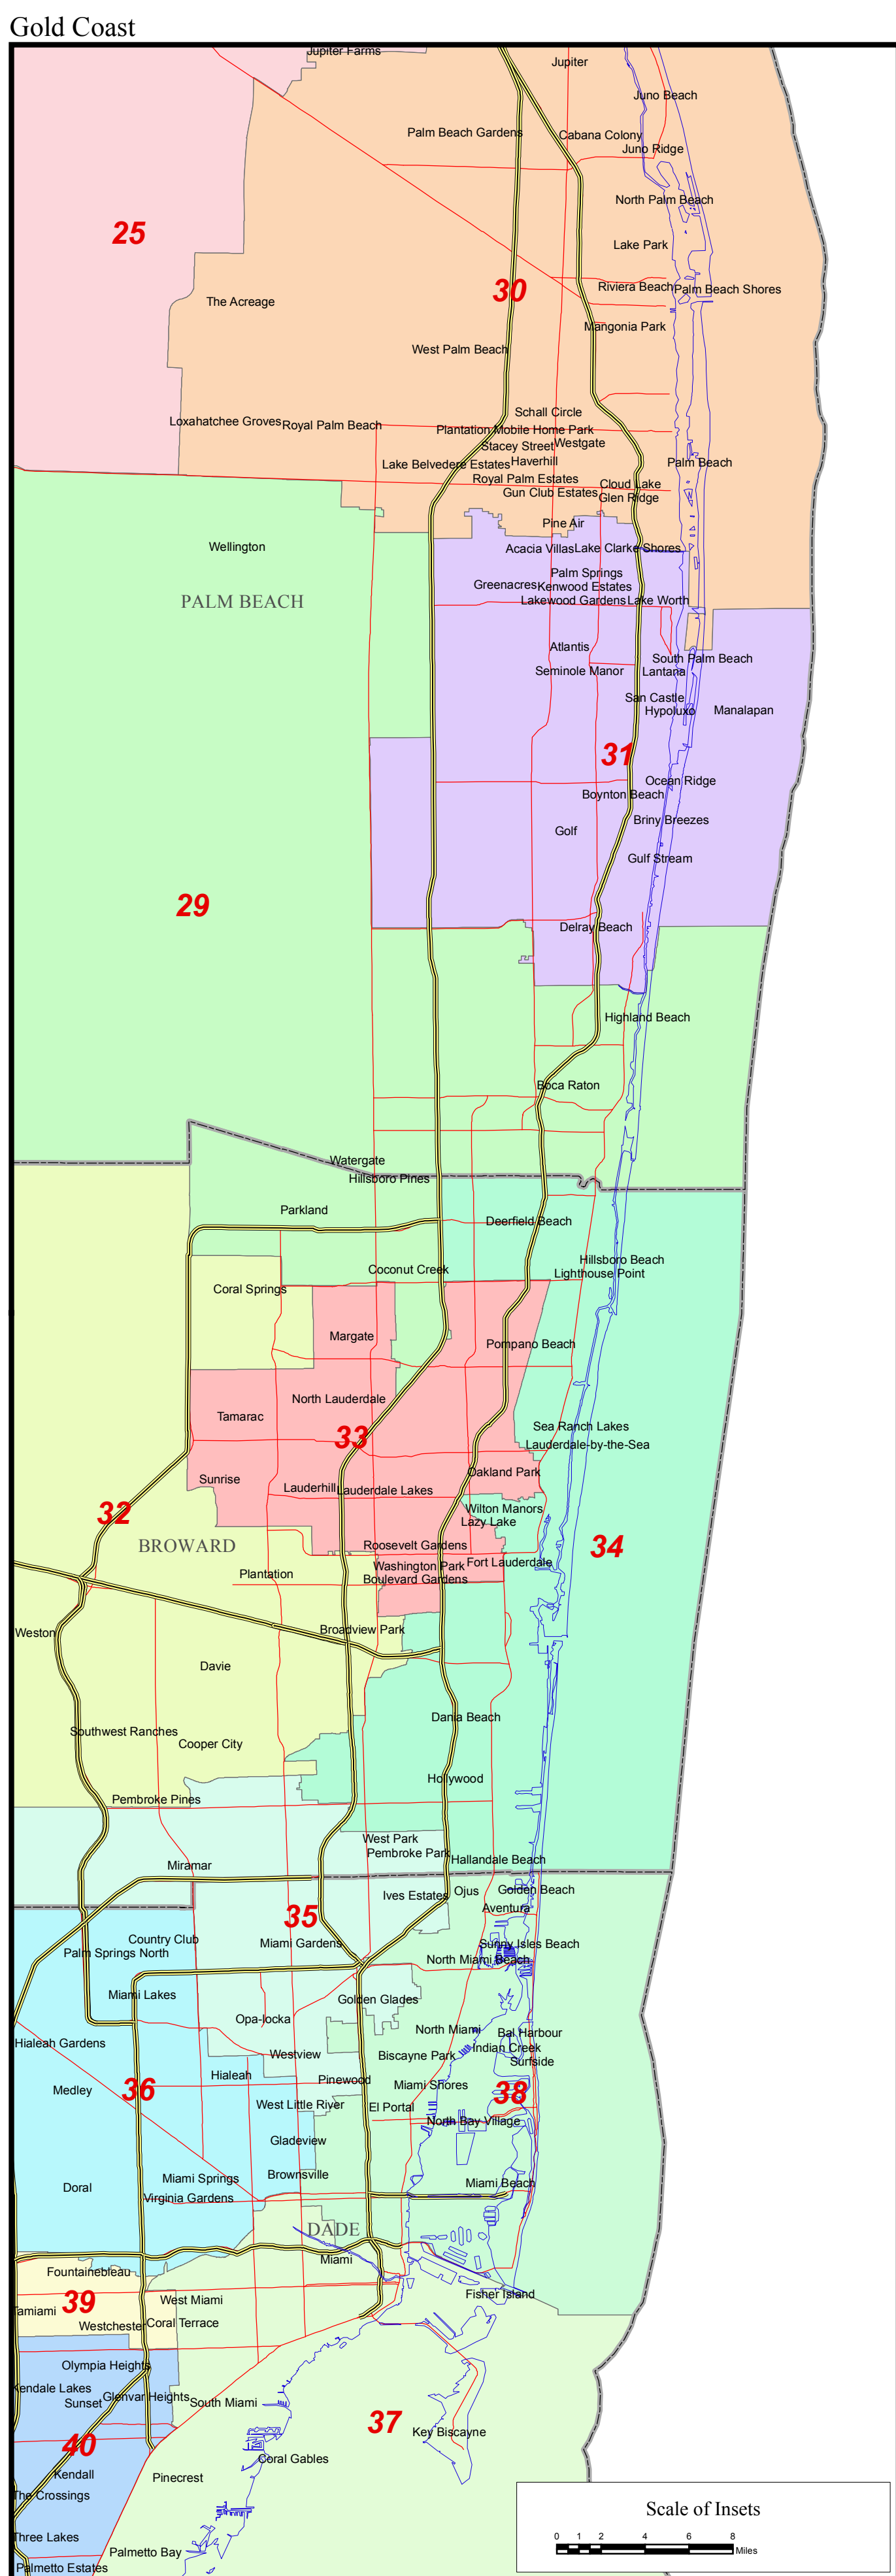 Gold Coast
Jupiter Farms
Jupiter
Juno Beach
Palm Beach Gardens
Cabana Colony
Juno Ridge
North Palm Beach
25
Lake Park
30
Riviera Beach
Palm Beach Shores
The Acreage
Mangonia Park
West Palm Beach
Schall Circle
Loxahatchee Groves
Royal Palm Beach
Plantation Mobile Home Park
Stacey Street
Westgate
Lake Belvedere Estates
Haverhill
Palm Beach
Royal Palm Estates
Cloud Lake
Gun Club Estates
Glen Ridge
Pine Air
Wellington
Acacia Villas
Lake Clarke Shores
Palm Springs
Greenacres
Kenwood Estates
PALM BEACH
Lakewood Gardens
Lake Worth
Atlantis
South Palm Beach
Seminole Manor
Lantana
San Castle
Hypoluxo
Manalapan
31
Ocean Ridge
Boynton Beach
Briny Breezes
Golf
Gulf Stream
29
Delray Beach
Highland Beach
Boca Raton
Watergate
Hillsboro Pines
Parkland
Deerfield Beach
Hillsboro Beach
Coconut Creek
Lighthouse Point
Coral Springs
Margate
Pompano Beach
North Lauderdale
Tamarac
Sea Ranch Lakes
33
Lauderdale-by-the-Sea
Oakland Park
Sunrise
Lauderhill
Lauderdale Lakes
32
Wilton Manors
Lazy Lake
BROWARD
Roosevelt Gardens
34
Washington Park
Fort Lauderdale
Plantation
Boulevard Gardens
Weston
Broadview Park
Davie
Dania Beach
Southwest Ranches
Cooper City
Hollywood
Pembroke Pines
West Park
Pembroke Park
Hallandale Beach
Miramar
Ives Estates
Ojus
Golden Beach
35
Aventura
Country Club
Miami Gardens
Sunny Isles Beach
Palm Springs North
North Miami Beach
Miami Lakes
Golden Glades
Opa-locka
North Miami
Bal Harbour
Hialeah Gardens
Indian Creek
Westview
Biscayne Park
Surfside
Hialeah
Pinewood
Medley
36
Miami Shores
38
West Little River
El Portal
North Bay Village
Gladeview
Brownsville
Miami Springs
Miami Beach
Doral
Virginia Gardens
DADE
Miami
Fountainebleau
Fisher Island
39
West Miami
Tamiami
Westchester
Coral Terrace
Olympia Heights
Kendale Lakes
Glenvar Heights
Sunset
South Miami
37
Key Biscayne
40
Coral Gables
Kendall
Pinecrest
The Crossings
Scale of Insets
0 1 2 4 6 8
Miles
Three Lakes
Palmetto Bay
Palmetto Estates